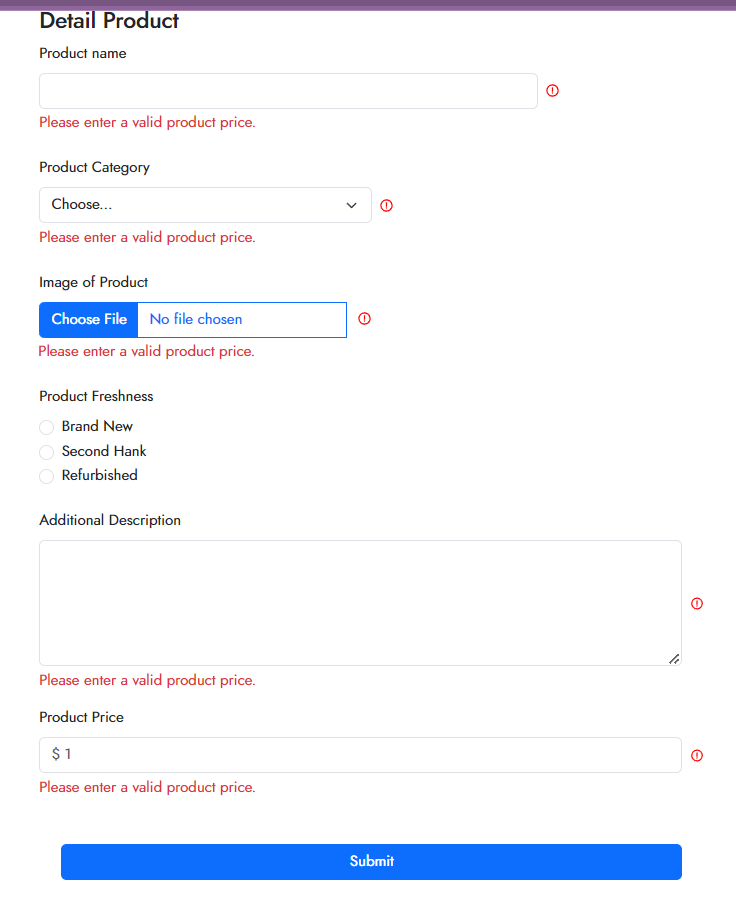 Detail Product
Product name
Please enter a valid product price.
Product Category
Choose...
Please enter a valid product price.
Image of Product
Choose File No file chosen
Please enter a valid product price.
Product Freshness
Brand New
Second Hank
Refurbished
Additional Description
Please enter a valid product price.
Product Price
$ 1
Please enter a valid product price.
Submit